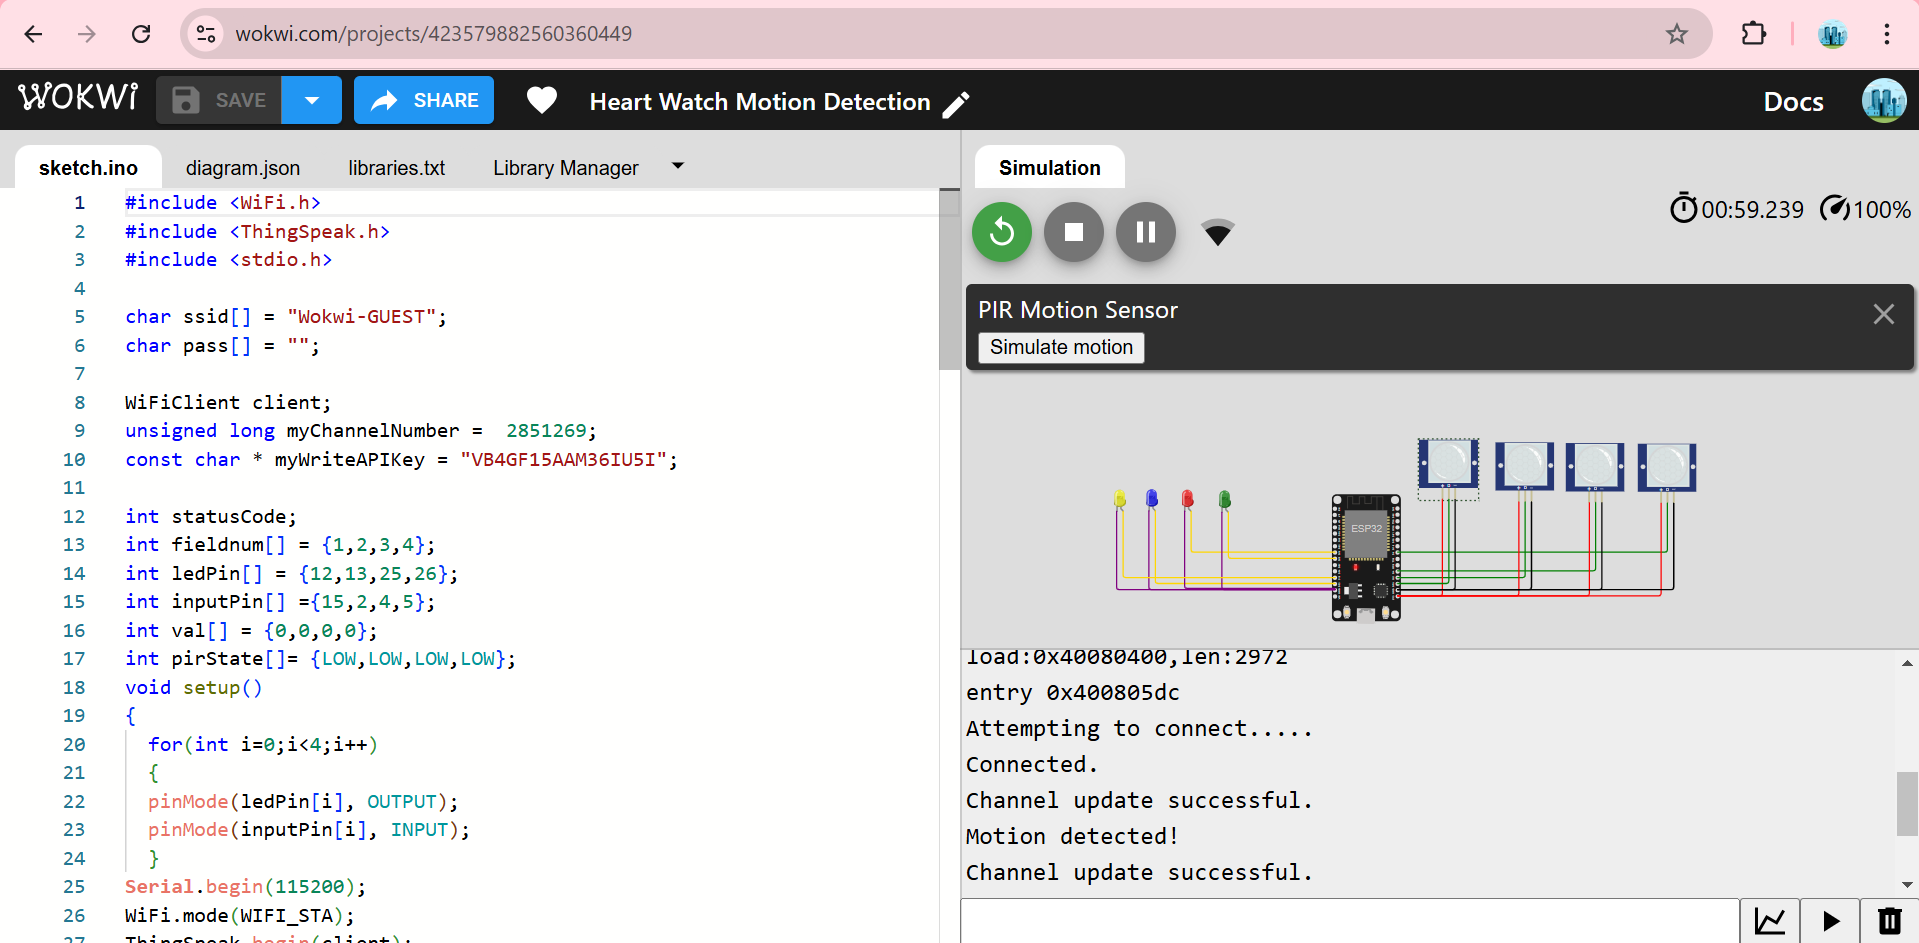 wokwi.com/projects/423579882560360449
WOKWi
SAVE
SHARE
Heart Watch Motion Detection
Docs
sketch.ino
diagram.json
libraries.txt
Library Manager
1 #include <WiFi.h>
2 #include <ThingSpeak.h>
3 #include <stdio.h>
4
5 char ssid[] = "Wokwi-GUEST";
6 char pass[] = "";
7
8 WiFiClient client;
9 unsigned long myChannelNumber =  2851269;
10 const char * myWriteAPIKey = "VB4GF15AAM36IU5I";
11
12 int statusCode;
13 int fieldnum[] = {1,2,3,4};
14 int ledPin[] = {12,13,25,26};
15 int inputPin[] ={15,2,4,5};
16 int val[] = {0,0,0,0};
17 int pirState[]= {LOW,LOW,LOW,LOW};
18 void setup()
19 {
20   for(int i=0;i<4;i++)
21   {
22   pinMode(ledPin[i], OUTPUT);
23   pinMode(inputPin[i], INPUT);
24   }
25 Serial.begin(115200);
26 WiFi.mode(WIFI_STA);
27 ThingSpeak.begin(client);
Simulation
00:59.239
100%
PIR Motion Sensor
Simulate motion
ESP32
load:0x40080400,len:2972
entry 0x400805dc
Attempting to connect.....
Connected.
Channel update successful.
Motion detected!
Channel update successful.